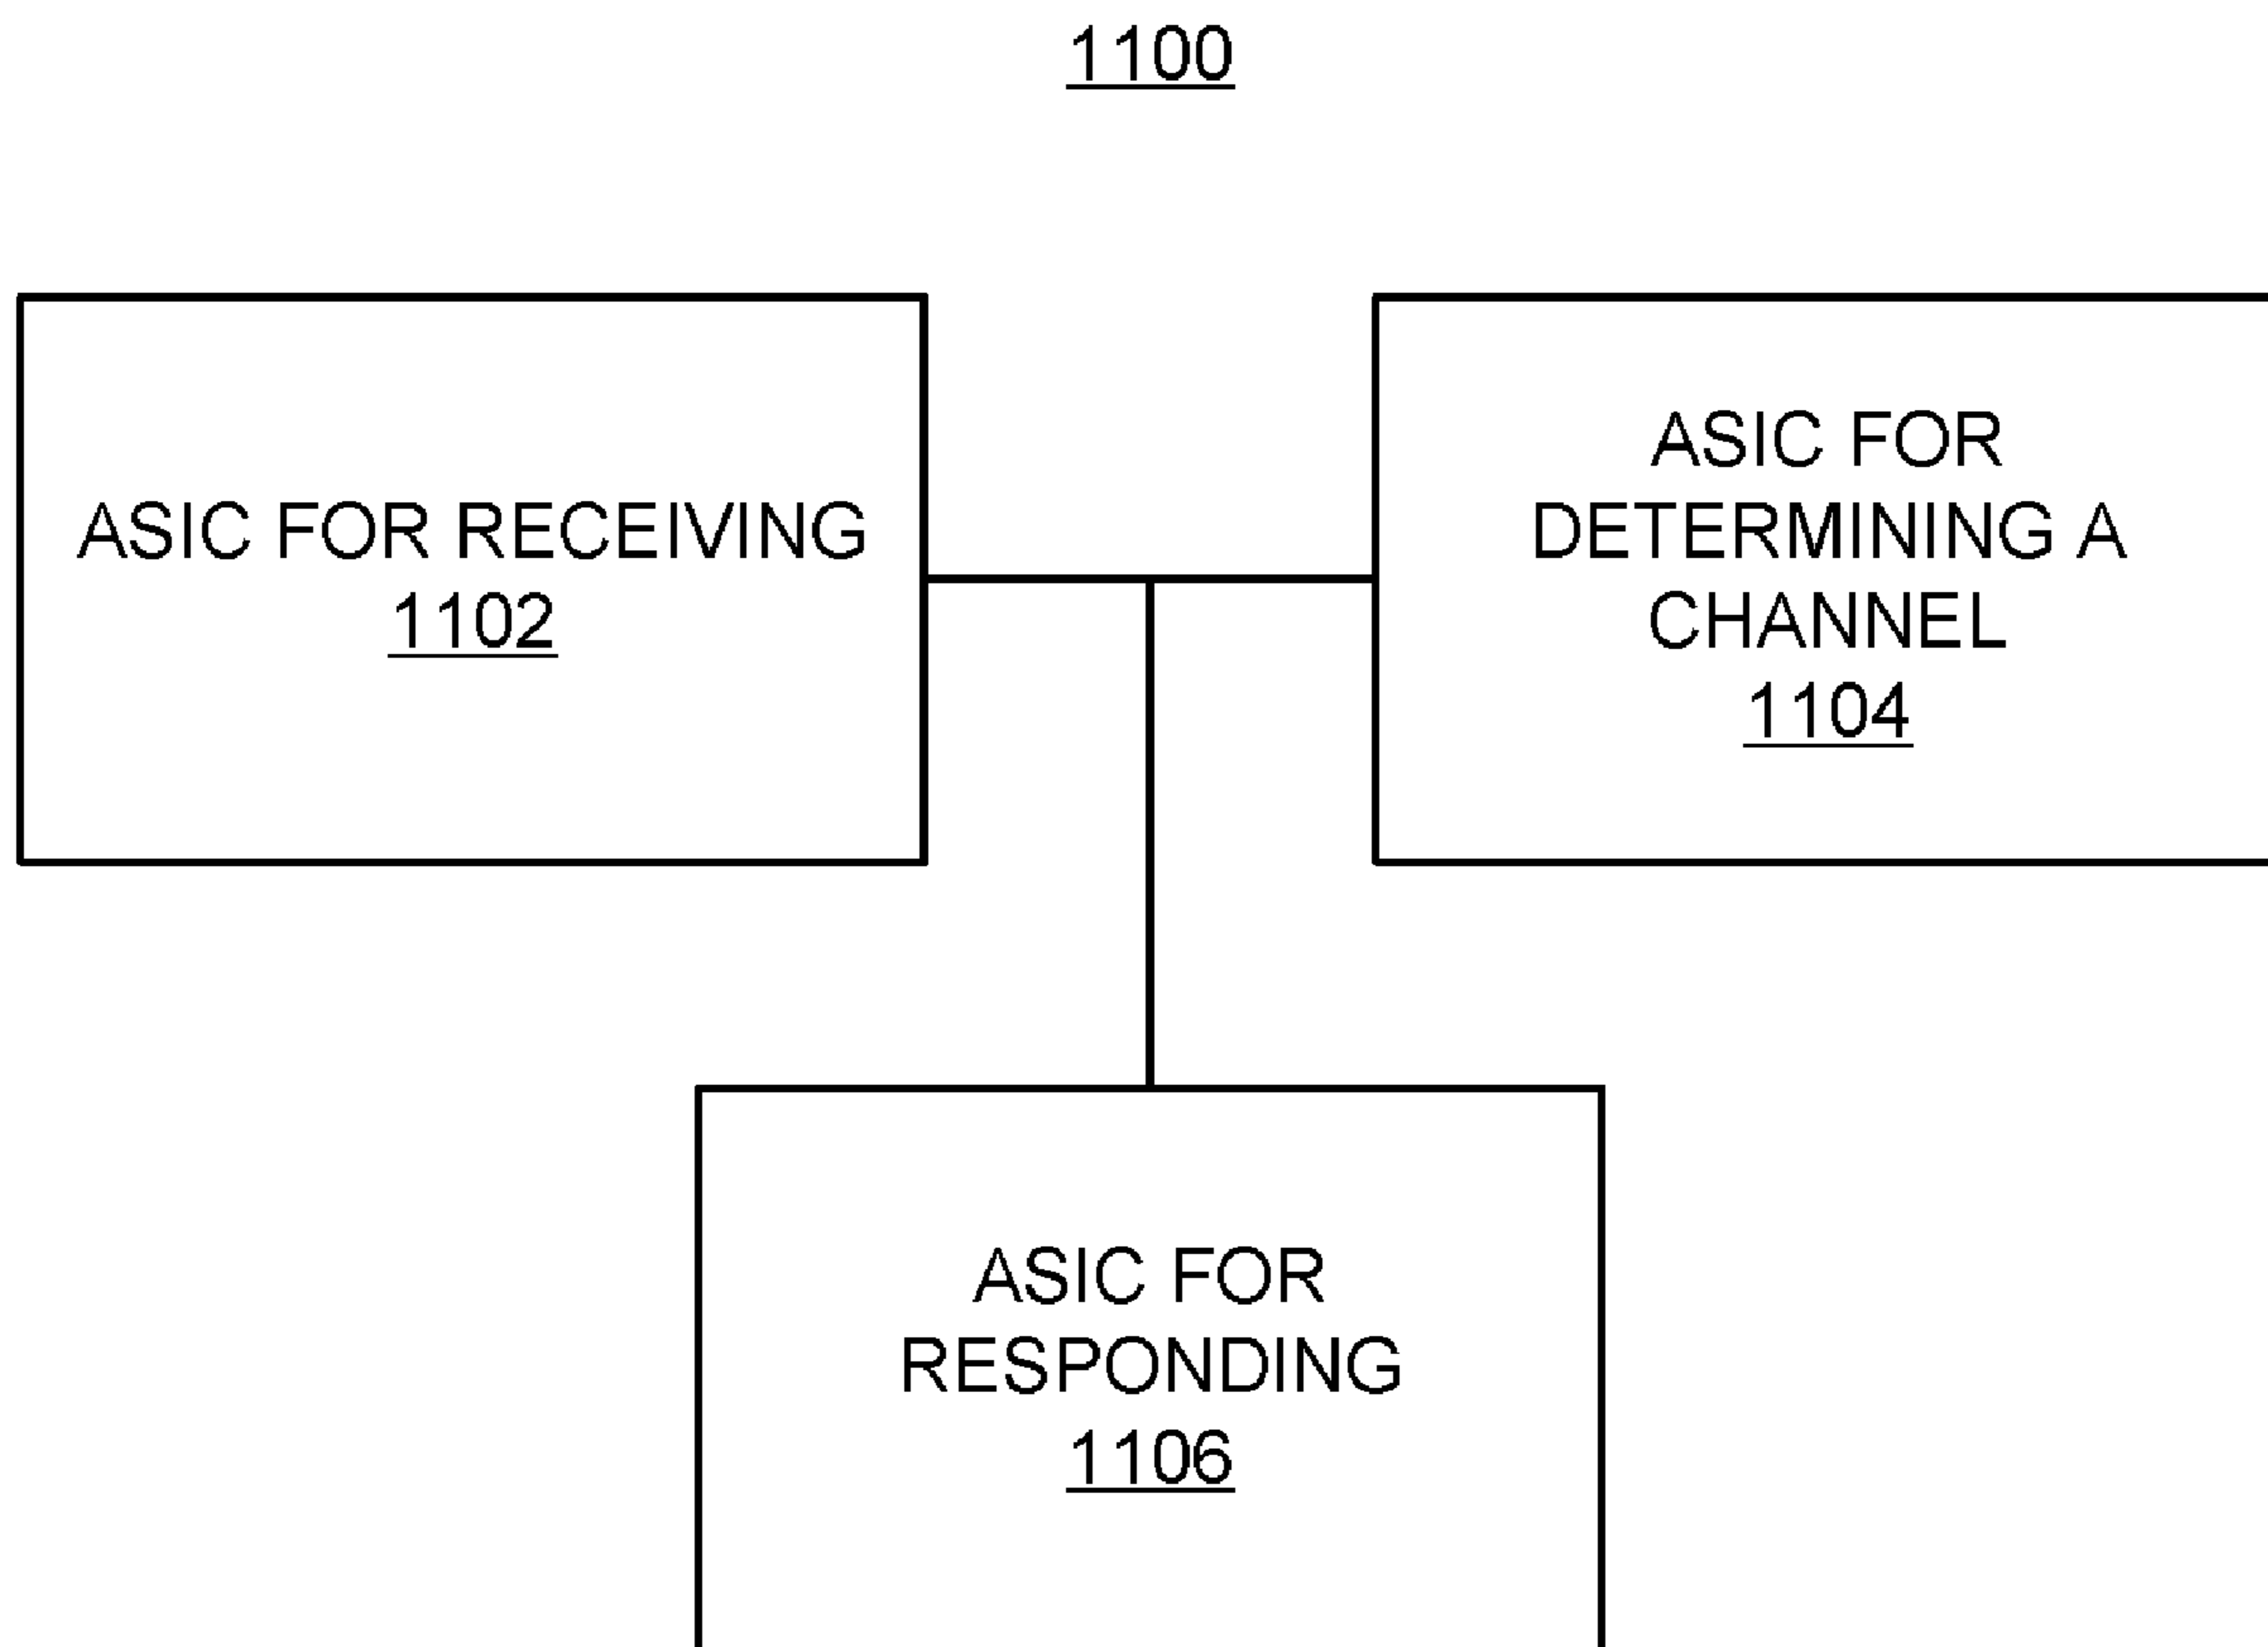 1100
ASIC FOR RECEIVING
1102
ASIC FOR
DETERMINING A
CHANNEL
1104
ASIC FOR
RESPONDING
1106